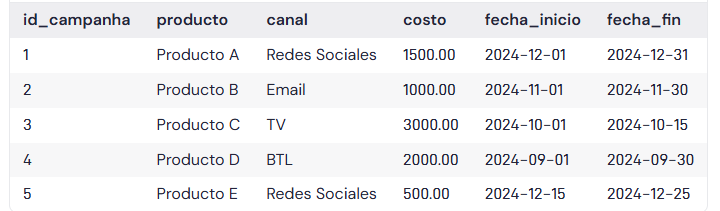 id_campanha producto canal costo fecha_inicio fecha_fin
1 Producto A Redes Sociales 1500.00 2024-12-01 2024-12-31
2 Producto B Email 1000.00 2024-11-01 2024-11-30
3 Producto C TV 3000.00 2024-10-01 2024-10-15
4 Producto D BTL 2000.00 2024-09-01 2024-09-30
5 Producto E Redes Sociales 500.00 2024-12-15 2024-12-25